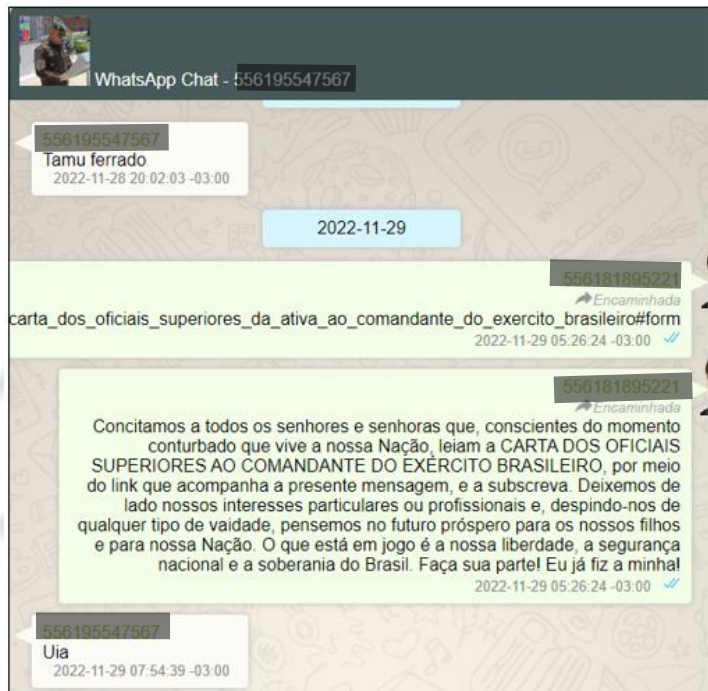 WhatsApp Chat -
Tamu ferrado
2022-11-28 20:02:03 -03:00
2022-11-29
Encaminhada
carta_dos_oficiais_superiores_da_ativa_ao_comandante_do_exercito_brasileiro#form
2022-11-29 05:26:24 -03:00
Encaminhada
Concitamos a todos os senhores e senhoras que, conscientes do momento
conturbado que vive a nossa Nação, leiam a CARTA DOS OFICIAIS
SUPERIORES AO COMANDANTE DO EXÉRCITO BRASILEIRO, por meio
do link que acompanha a presente mensagem, e a subscreva. Deixemos de
lado nossos interesses particulares ou profissionais e, despindo-nos de
qualquer tipo de vaidade, pensemos no futuro próspero para os nossos filhos
e para nossa Nação. O que está em jogo é a nossa liberdade, a segurança
nacional e a soberania do Brasil. Faça sua parte! Eu já fiz a minha!
2022-11-29 05:26:24 -03:00
Uia
2022-11-29 07:54:39 -03:00